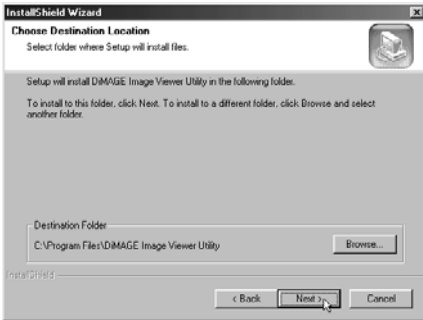 InstallShield Wizard
Choose Destination Location
Select folder where Setup will install files.
Setup will install DiMAGE Image Viewer Utility in the following folder.
To install to this folder, click Next. To install to a different folder, click Browse and select
another folder.
Destination Folder
C:\Program Files\DiMAGE Image Viewer Utility
Browse...
InstallShield
< Back
Next >
Cancel